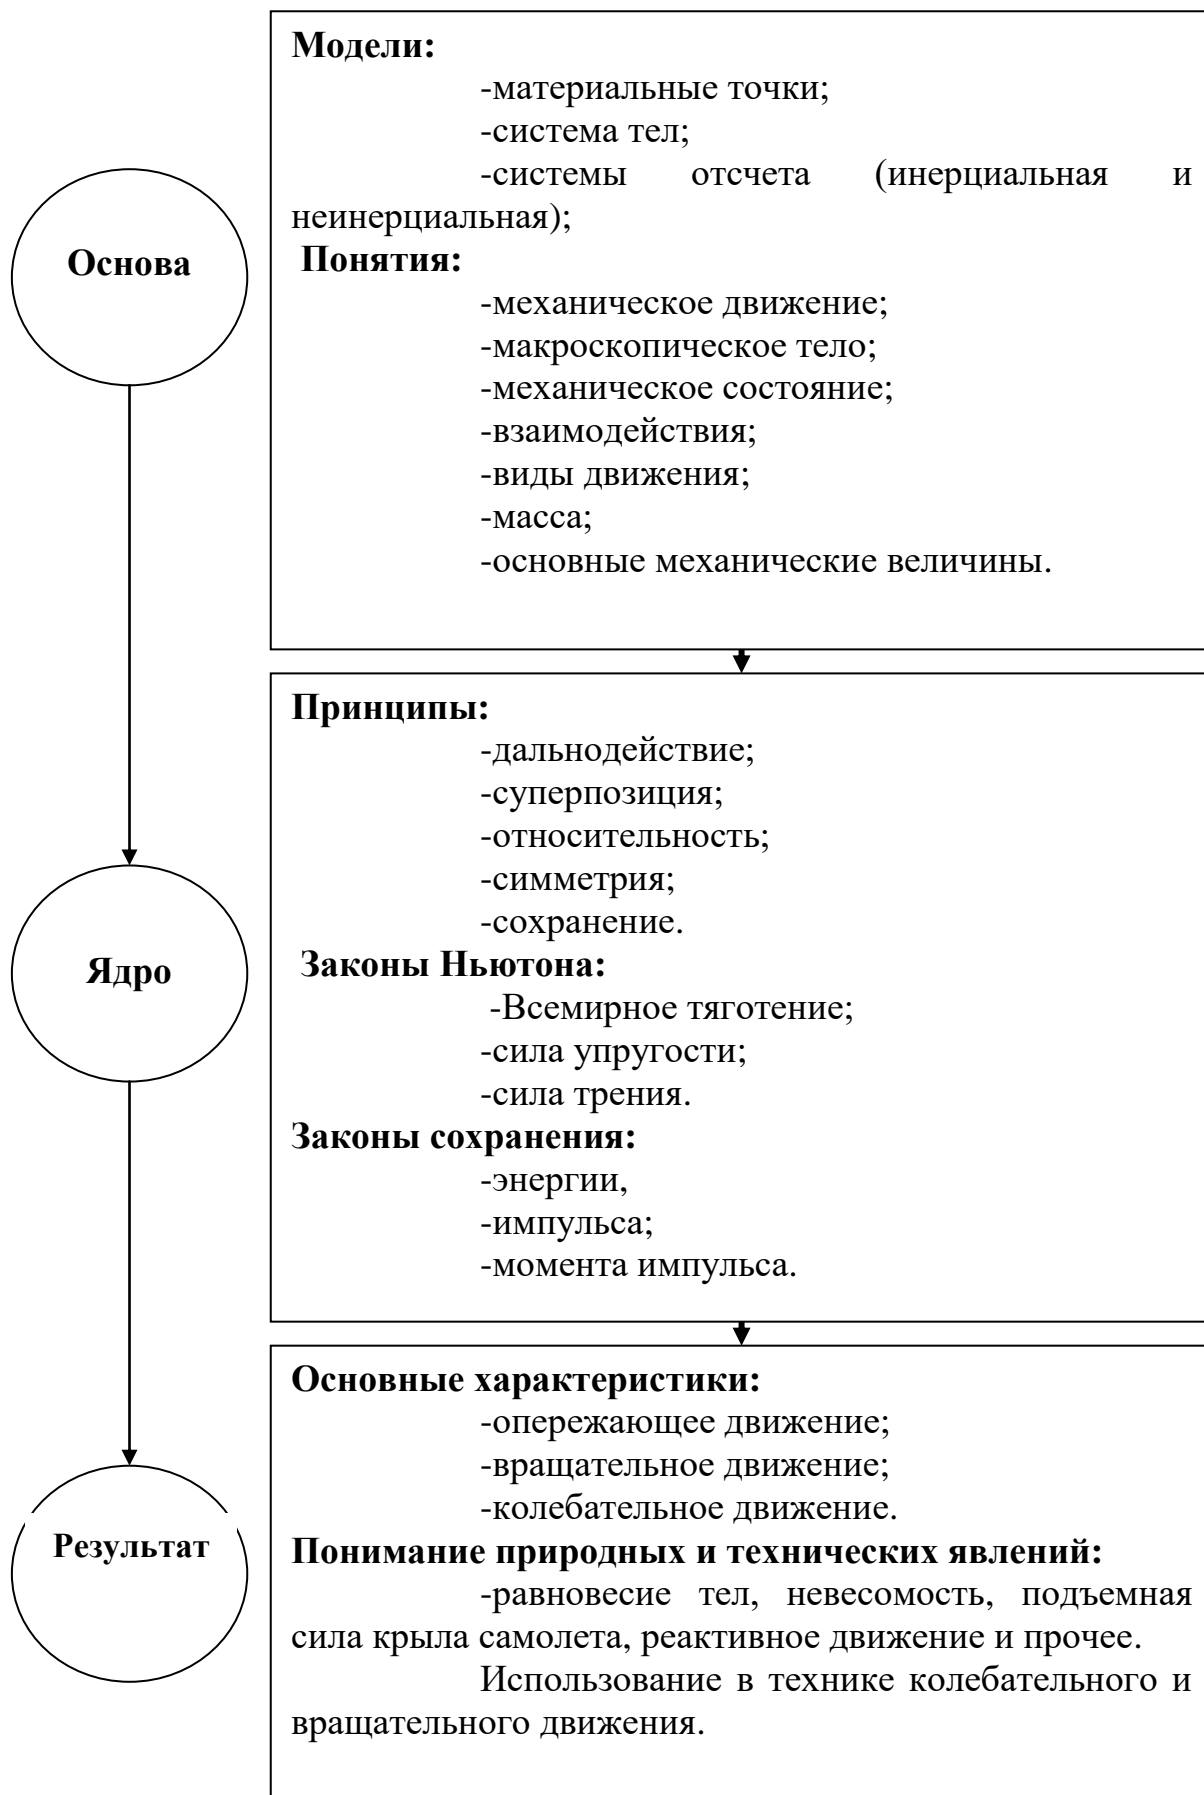 Модели:
-материальные точки;
-система тел;
-системы отсчета (инерциальная и
неинерциальная);
Основа
Понятия:
-механическое движение;
-макроскопическое тело;
-механическое состояние;
-взаимодействия;
-виды движения;
-масса;
-основные механические величины.
Принципы:
-дальнодействие;
-суперпозиция;
-относительность;
-симметрия;
-сохранение.
Ядро
Законы Ньютона:
-Всемирное тяготение;
-сила упругости;
-сила трения.
Законы сохранения:
-энергии,
-импульса;
-момента импульса.
Основные характеристики:
-опережающее движение;
-вращательное движение;
-колебательное движение.
Результат
Понимание природных и технических явлений:
-равновесие тел, невесомость, подъемная
сила крыла самолета, реактивное движение и прочее.
Использование в технике колебательного и
вращательного движения.